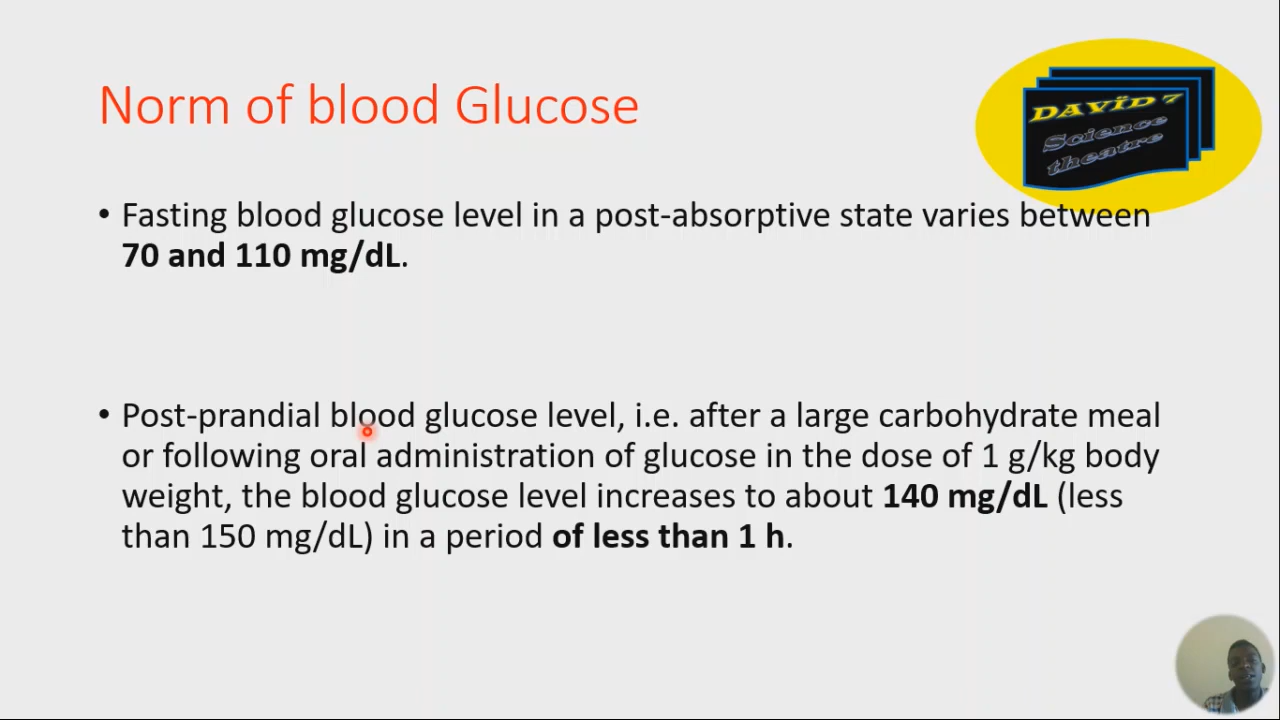 Norm of blood Glucose
DAVÏD 7
Science
theatre
• Fasting blood glucose level in a post-absorptive state varies between
70 and 110 mg/dL.
• Post-prandial blood glucose level, i.e. after a large carbohydrate meal
or following oral administration of glucose in the dose of 1 g/kg body
weight, the blood glucose level increases to about 140 mg/dL (less
than 150 mg/dL) in a period of less than 1 h.